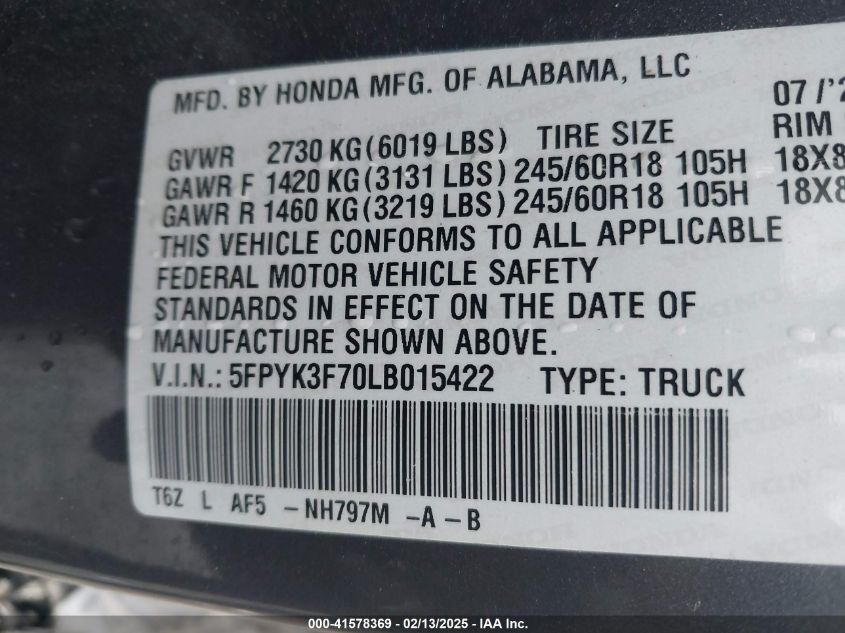 MFD. BY HONDA MFG. OF ALABAMA, LLC 07/'2
GVWR 2730 KG(6019 LBS) TIRE SIZE RIM
GAWR F 1420 KG(3131 LBS) 245/60R18 105H 18X8
GAWR R 1460 KG(3219 LBS) 245/60R18 105H 18X8
THIS VEHICLE CONFORMS TO ALL APPLICABLE
FEDERAL MOTOR VEHICLE SAFETY
STANDARDS IN EFFECT ON THE DATE OF
MANUFACTURE SHOWN ABOVE.
V.I.N.: 5FPYK3F70LB015422 TYPE: TRUCK
T6Z L AF5 -NH797M -A -B
000-41578369 - 02/13/2025 - IAAI, Inc.